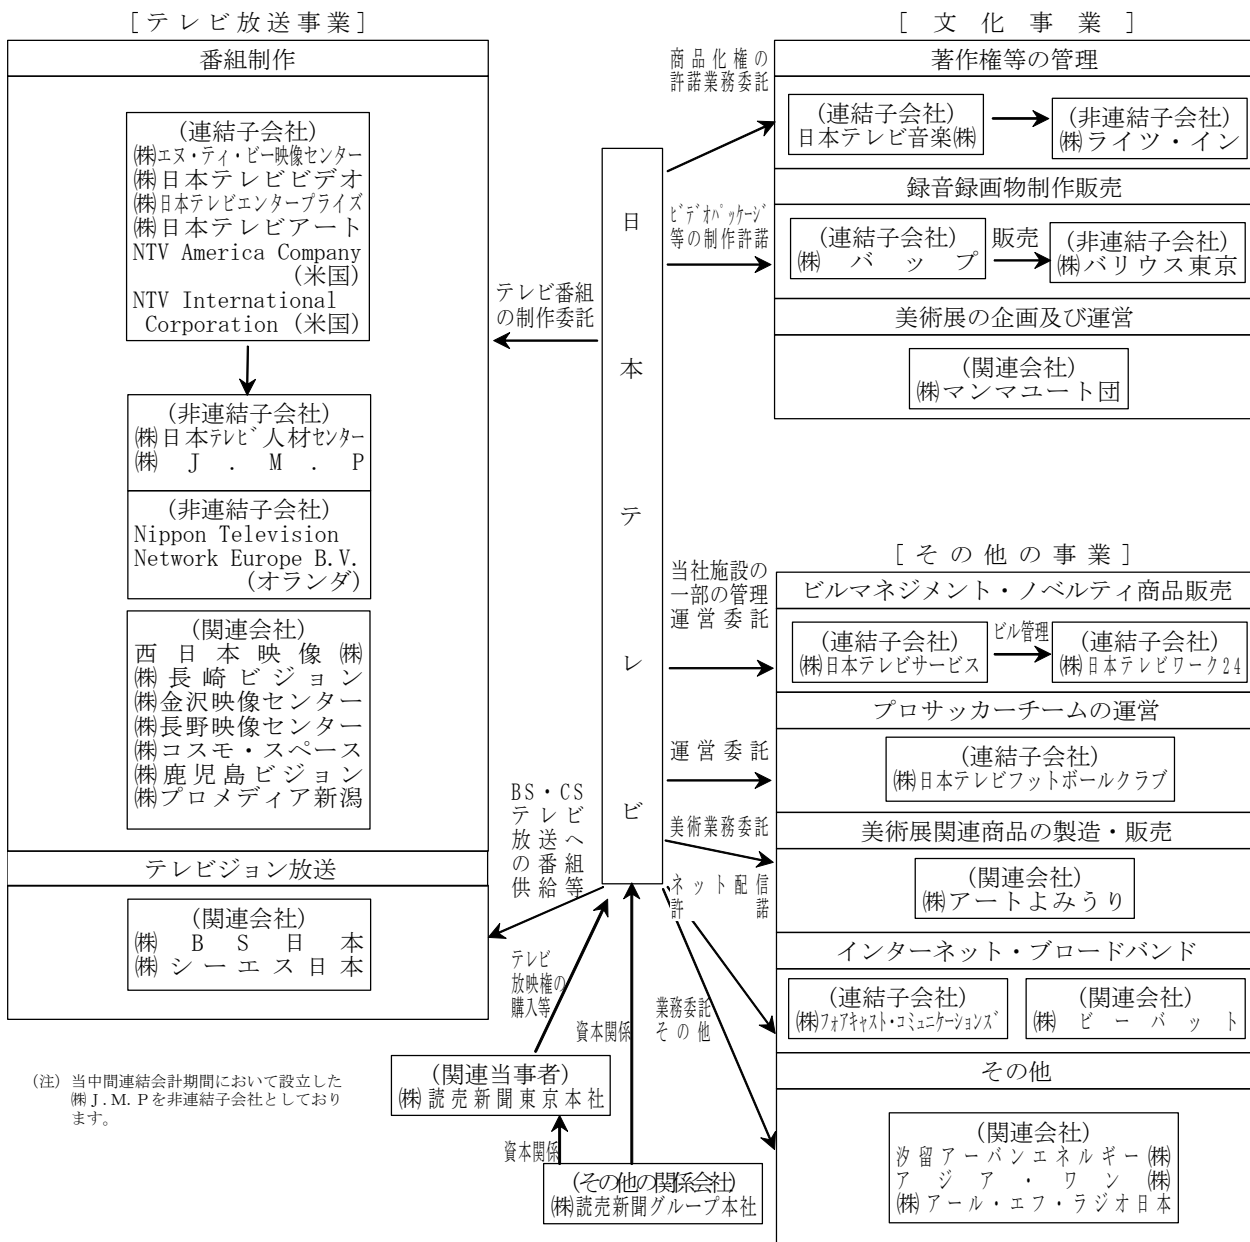 [テレビ放送事業]
番組制作
(連結子会社)
㈱エヌ・ティ・ビー映像センター
㈱日本テレビビデオ
㈱日本テレビエンタープライズ
㈱日本テレビアート
NTV America Company
(米国)
NTV International
Corporation (米国)
(非連結子会社)
㈱日本テレビ人材センター
㈱J.M.P
(非連結子会社)
Nippon Television
Network Europe B.V.
(オランダ)
(関連会社)
西日本映像㈱
㈱長崎ビジョン
㈱金沢映像センター
㈱長野映像センター
㈱コスモ・スペース
㈱鹿児島ビジョン
㈱プロメディア新潟
テレビジョン放送
(関連会社)
㈱BS日本
㈱シーエス日本
(注) 当中間連結会計期間において設立した
㈱J.M.Pを非連結子会社としており
ます。
テレビ番組
の制作委託
BS・CS
テレビ
放送へ
の番組
供給等
テレビ
放映権の
購入等
資本関係
(関連当事者)
㈱読売新聞東京本社
資本関係
(その他の関係会社)
㈱読売新聞グループ本社
日本テレビ
商品化権の
許諾業務委託
ビデオパッケージ
等の制作許諾
当社施設の
一部の管理
運営委託
運営委託
美術業務委託
ネット配信
許諾
業務委託
その他
[文化事業]
著作権等の管理
(連結子会社)
日本テレビ音楽㈱
(非連結子会社)
㈱ライツ・イン
録音録画物制作販売
(連結子会社)
㈱バップ
販売
(非連結子会社)
㈱バリウス東京
美術展の企画及び運営
(関連会社)
㈱マンマユート団
[その他の事業]
ビルマネジメント・ノベルティ商品販売
(連結子会社)
㈱日本テレビサービス
ビル管理
(連結子会社)
㈱日本テレビワーク24
プロサッカーチームの運営
(連結子会社)
㈱日本テレビフットボールクラブ
美術展関連商品の製造・販売
(関連会社)
㈱アートよみうり
インターネット・ブロードバンド
(連結子会社)
㈱フォアキャスト・コミュニケーションズ
(関連会社)
㈱ビーバット
その他
(関連会社)
汐留アーバンエネルギー㈱
アジア・ワン㈱
㈱アール・エフ・ラジオ日本